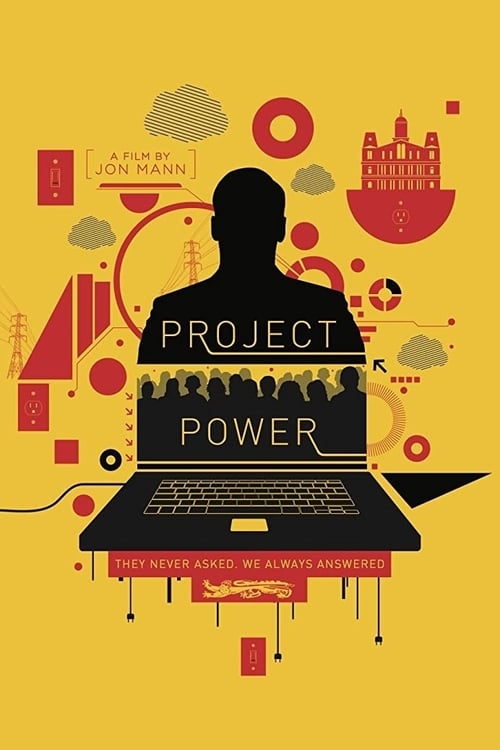 A FILM BY
JON MANN
PROJECT
POWER
THEY NEVER ASKED. WE ALWAYS ANSWERED